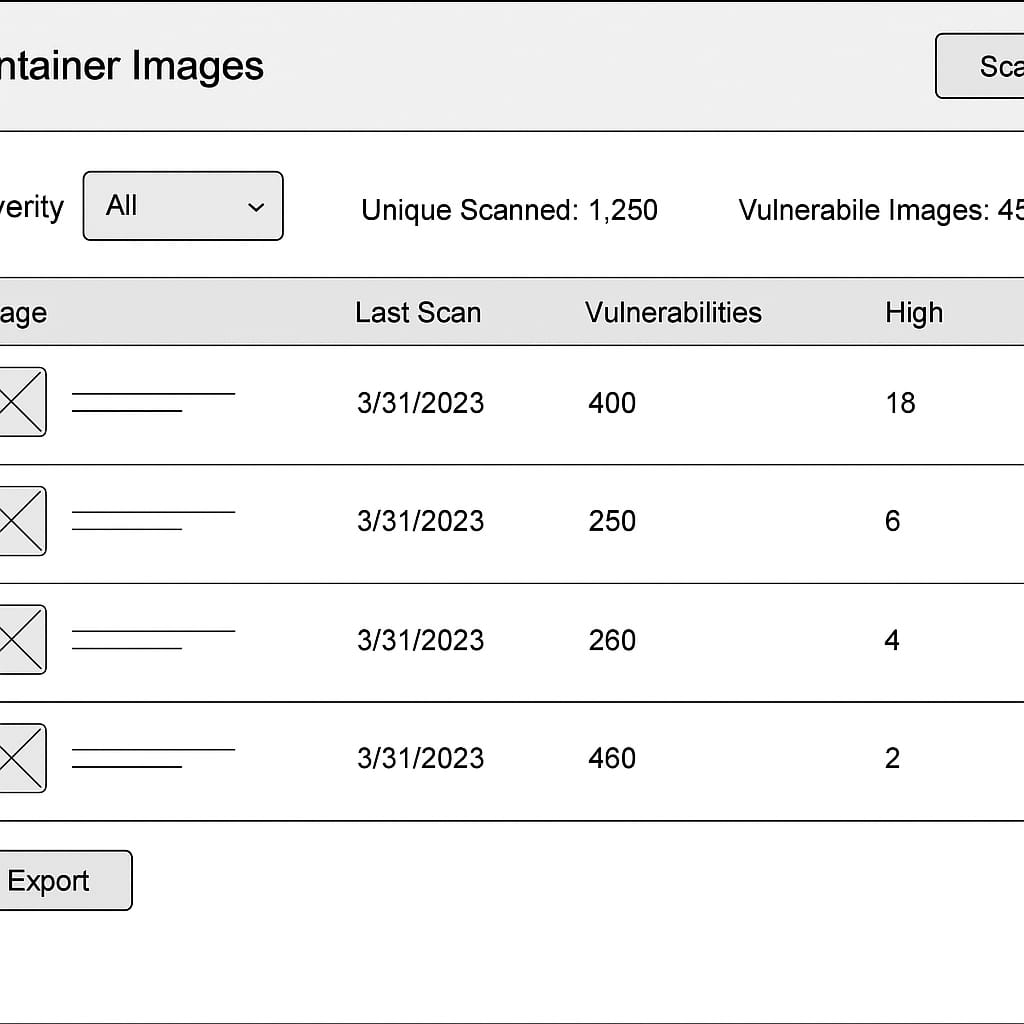 ntainer Images
Sca
verity All Unique Scanned: 1,250 Vulnerabile Images: 45
age Last Scan Vulnerabilities High
3/31/2023 400 18
3/31/2023 250 6
3/31/2023 260 4
3/31/2023 460 2
Export